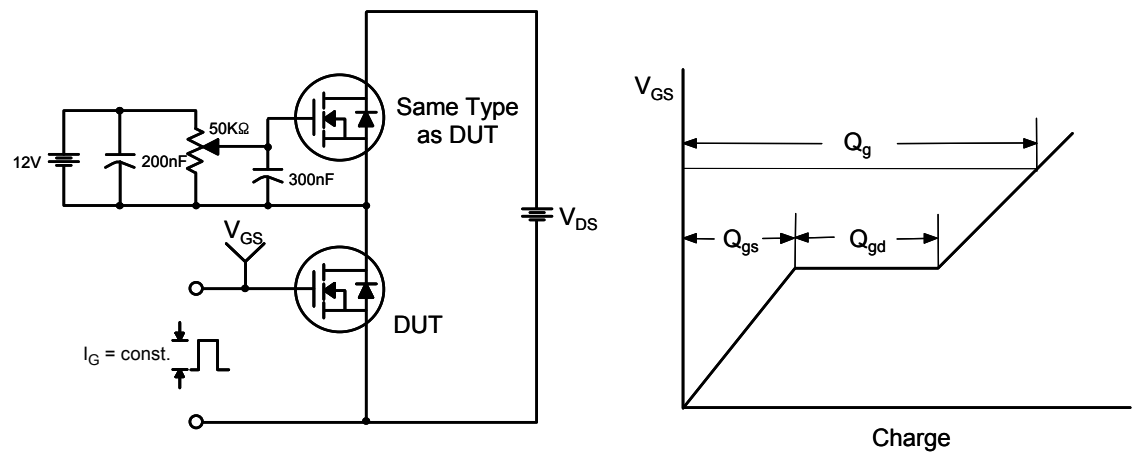 12V
200nF
50KΩ
300nF
Same Type
as DUT
V_DS
V_GS
DUT
I_G = const.
V_GS
Q_g
Q_gs
Q_gd
Charge